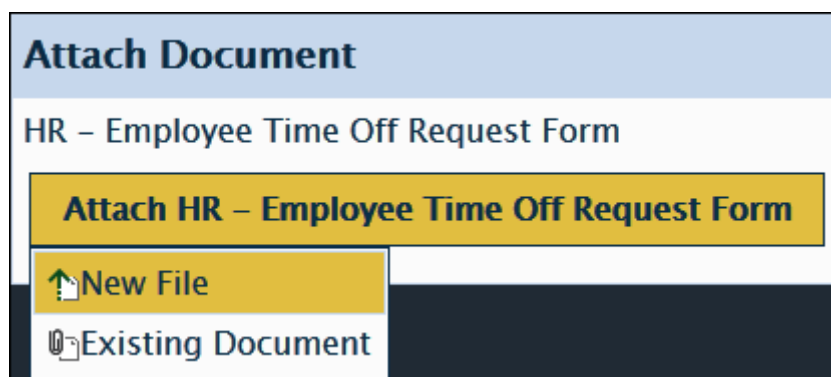 Attach Document
HR – Employee Time Off Request Form
Attach HR – Employee Time Off Request Form
New File
Existing Document